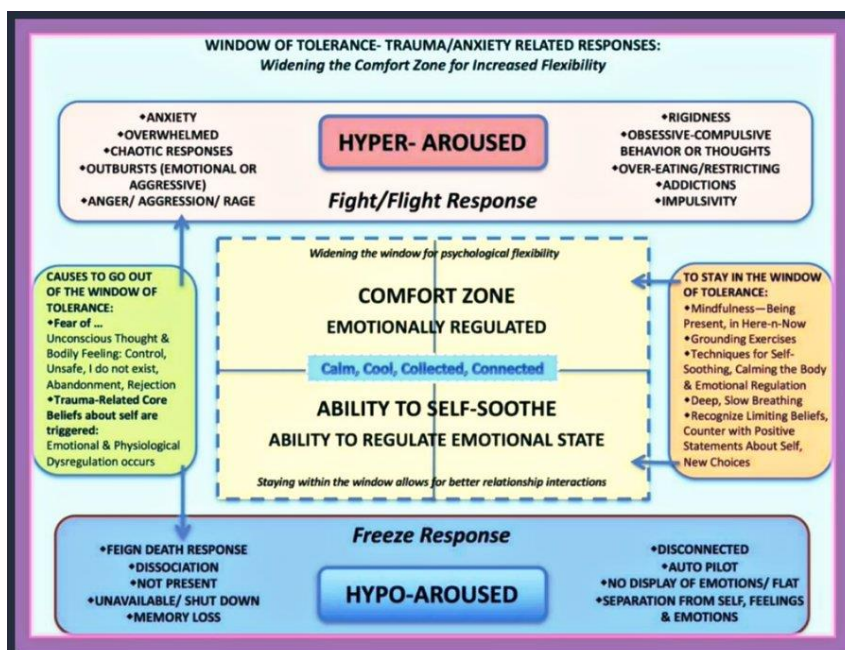 WINDOW OF TOLERANCE- TRAUMA/ANXIETY RELATED RESPONSES:
Widening the Comfort Zone for Increased Flexibility
◆ANXIETY
◆OVERWHELMED
◆CHAOTIC RESPONSES
◆OUTBURSTS (EMOTIONAL OR
AGGRESSIVE)
◆ANGER/ AGGRESSION/ RAGE
HYPER- AROUSED
Fight/Flight Response
◆RIGIDNESS
◆OBSESSIVE-COMPULSIVE
BEHAVIOR OR THOUGHTS
◆OVER-EATING/RESTRICTING
◆ADDICTIONS
◆IMPULSIVITY
CAUSES TO GO OUT
OF THE WINDOW OF
TOLERANCE:
◆Fear of ...
Unconscious Thought &
Bodily Feeling: Control,
Unsafe, I do not exist,
Abandonment, Rejection
◆Trauma-Related Core
Beliefs about self are
triggered:
Emotional & Physiological
Dysregulation occurs
Widening the window for psychological flexibility
COMFORT ZONE
EMOTIONALLY REGULATED
Calm, Cool, Collected, Connected
ABILITY TO SELF-SOOTHE
ABILITY TO REGULATE EMOTIONAL STATE
Staying within the window allows for better relationship interactions
TO STAY IN THE WINDOW
OF TOLERANCE:
◆Mindfulness—Being
Present, in Here-n-Now
◆Grounding Exercises
◆Techniques for Self-
Soothing, Calming the Body
& Emotional Regulation
◆Deep, Slow Breathing
◆Recognize Limiting Beliefs,
Counter with Positive
Statements About Self,
New Choices
◆FEIGN DEATH RESPONSE
◆DISSOCIATION
◆NOT PRESENT
◆UNAVAILABLE/ SHUT DOWN
◆MEMORY LOSS
Freeze Response
HYPO-AROUSED
◆DISCONNECTED
◆AUTO PILOT
◆NO DISPLAY OF EMOTIONS/ FLAT
◆SEPARATION FROM SELF, FEELINGS
& EMOTIONS